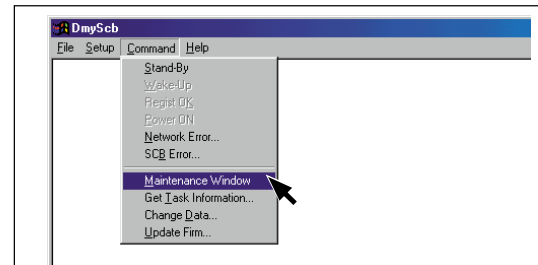 DmyScb
File Setup Command Help
Stand-By
Wake-Up
Regist OK
Power ON
Network Error...
SCB Error...
Maintenance Window
Get Task Information...
Change Data...
Update Firm...